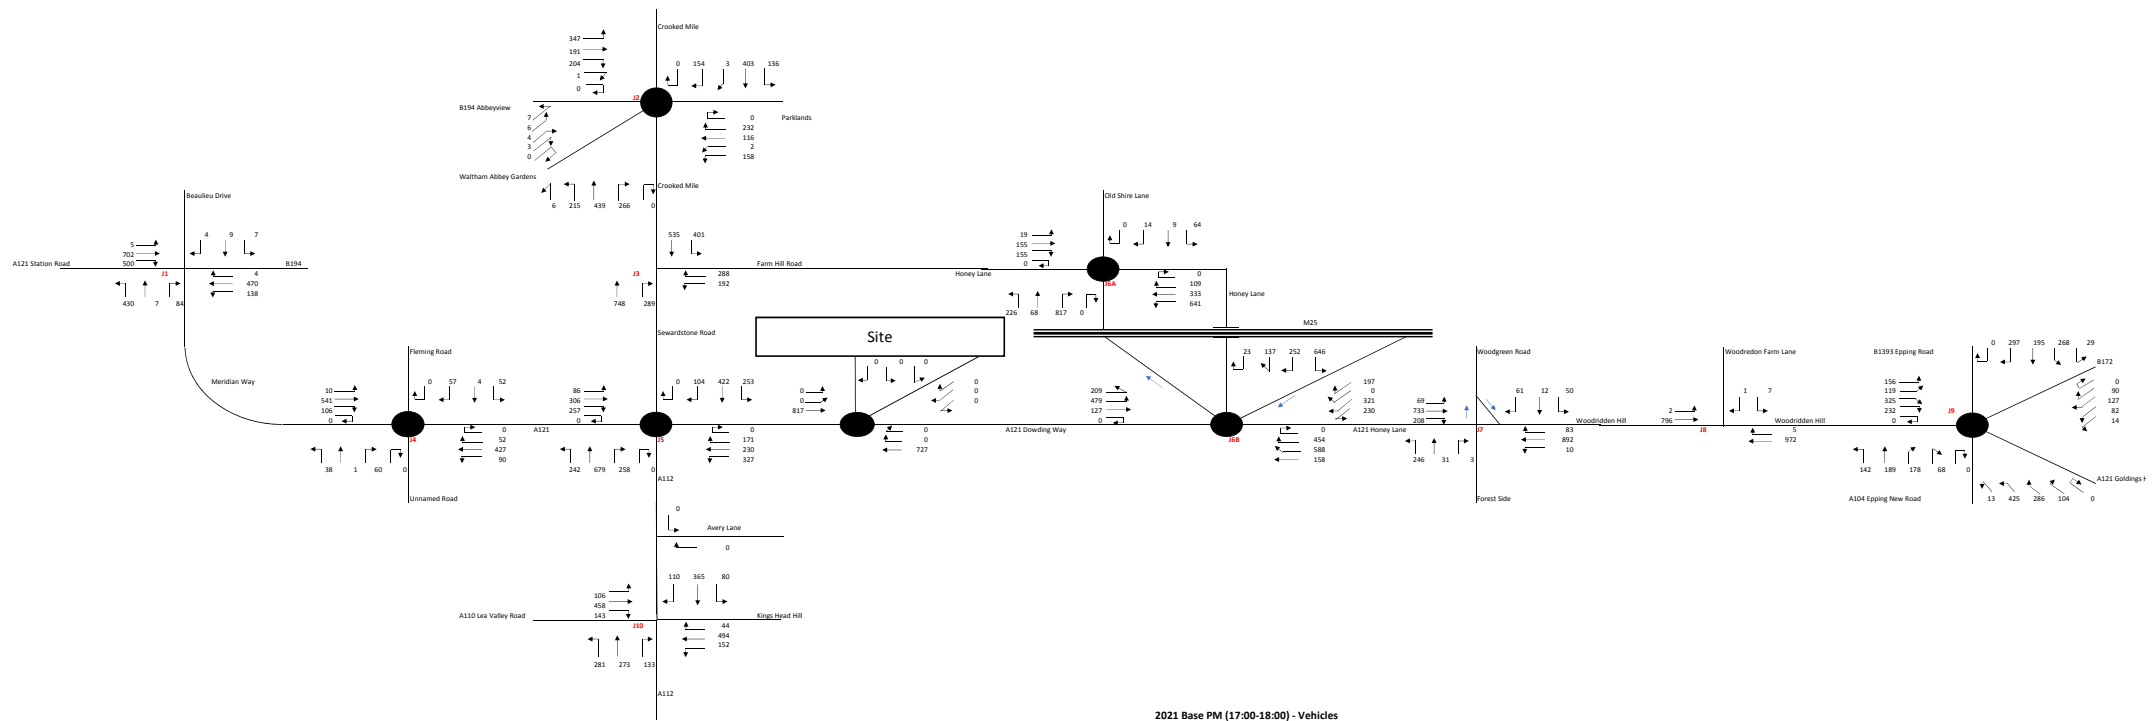 Crooked Mile
347
191
204
1
0
0 154 3 403 136
J2
B194 Abbeyview
Parklands
7
6
4
3
0
0
232
116
2
158
Waltham Abbey Gardens
Crooked Mile
6 215 439 266 0
Beaulieu Drive
5
702
500
4 9 7
A121 Station Road
J1
B194
4
470
138
430 7 84
535 401
J3
Farm Hill Road
288
192
748 289
Old Shire Lane
19
155
155
0
0 14 9 64
Honey Lane
J6A
0
109
333
641
Honey Lane
226 68 817 0
Sewardstone Road
Site
M25
Fleming Road
Meridian Way
10
541
106
0
0 57 4 52
J4
A121
0
52
427
90
38 1 60 0
Unnamed Road
86
306
257
0
0 104 422 253
J5
0
171
230
327
242 679 258 0
A112
0 0 0
0
0
817
0
0
0
0
0
727
A121 Dowding Way
209
479
127
0
23 137 252 646
197
0
321
230
J6B
0
454
588
158
A121 Honey Lane
Woodgreen Road
69
733
208
61 12 50
J7
83
892
10
246 31 3
Forest Side
Woodridden Hill
Woodredon Farm Lane
2
796
1 7
J8
Woodridden Hill
5
972
B1393 Epping Road
0 297 195 268 29
B172
156
119
325
232
0
J9
0
90
127
82
14
142 189 178 68 0
A104 Epping New Road
13 425 286 104 0
A121 Goldings H
0
Avery Lane
0
110 365 80
106
458
143
A110 Lea Valley Road
J10
Kings Head Hill
44
494
152
281 273 133
A112
2021 Base PM (17:00-18:00) - Vehicles